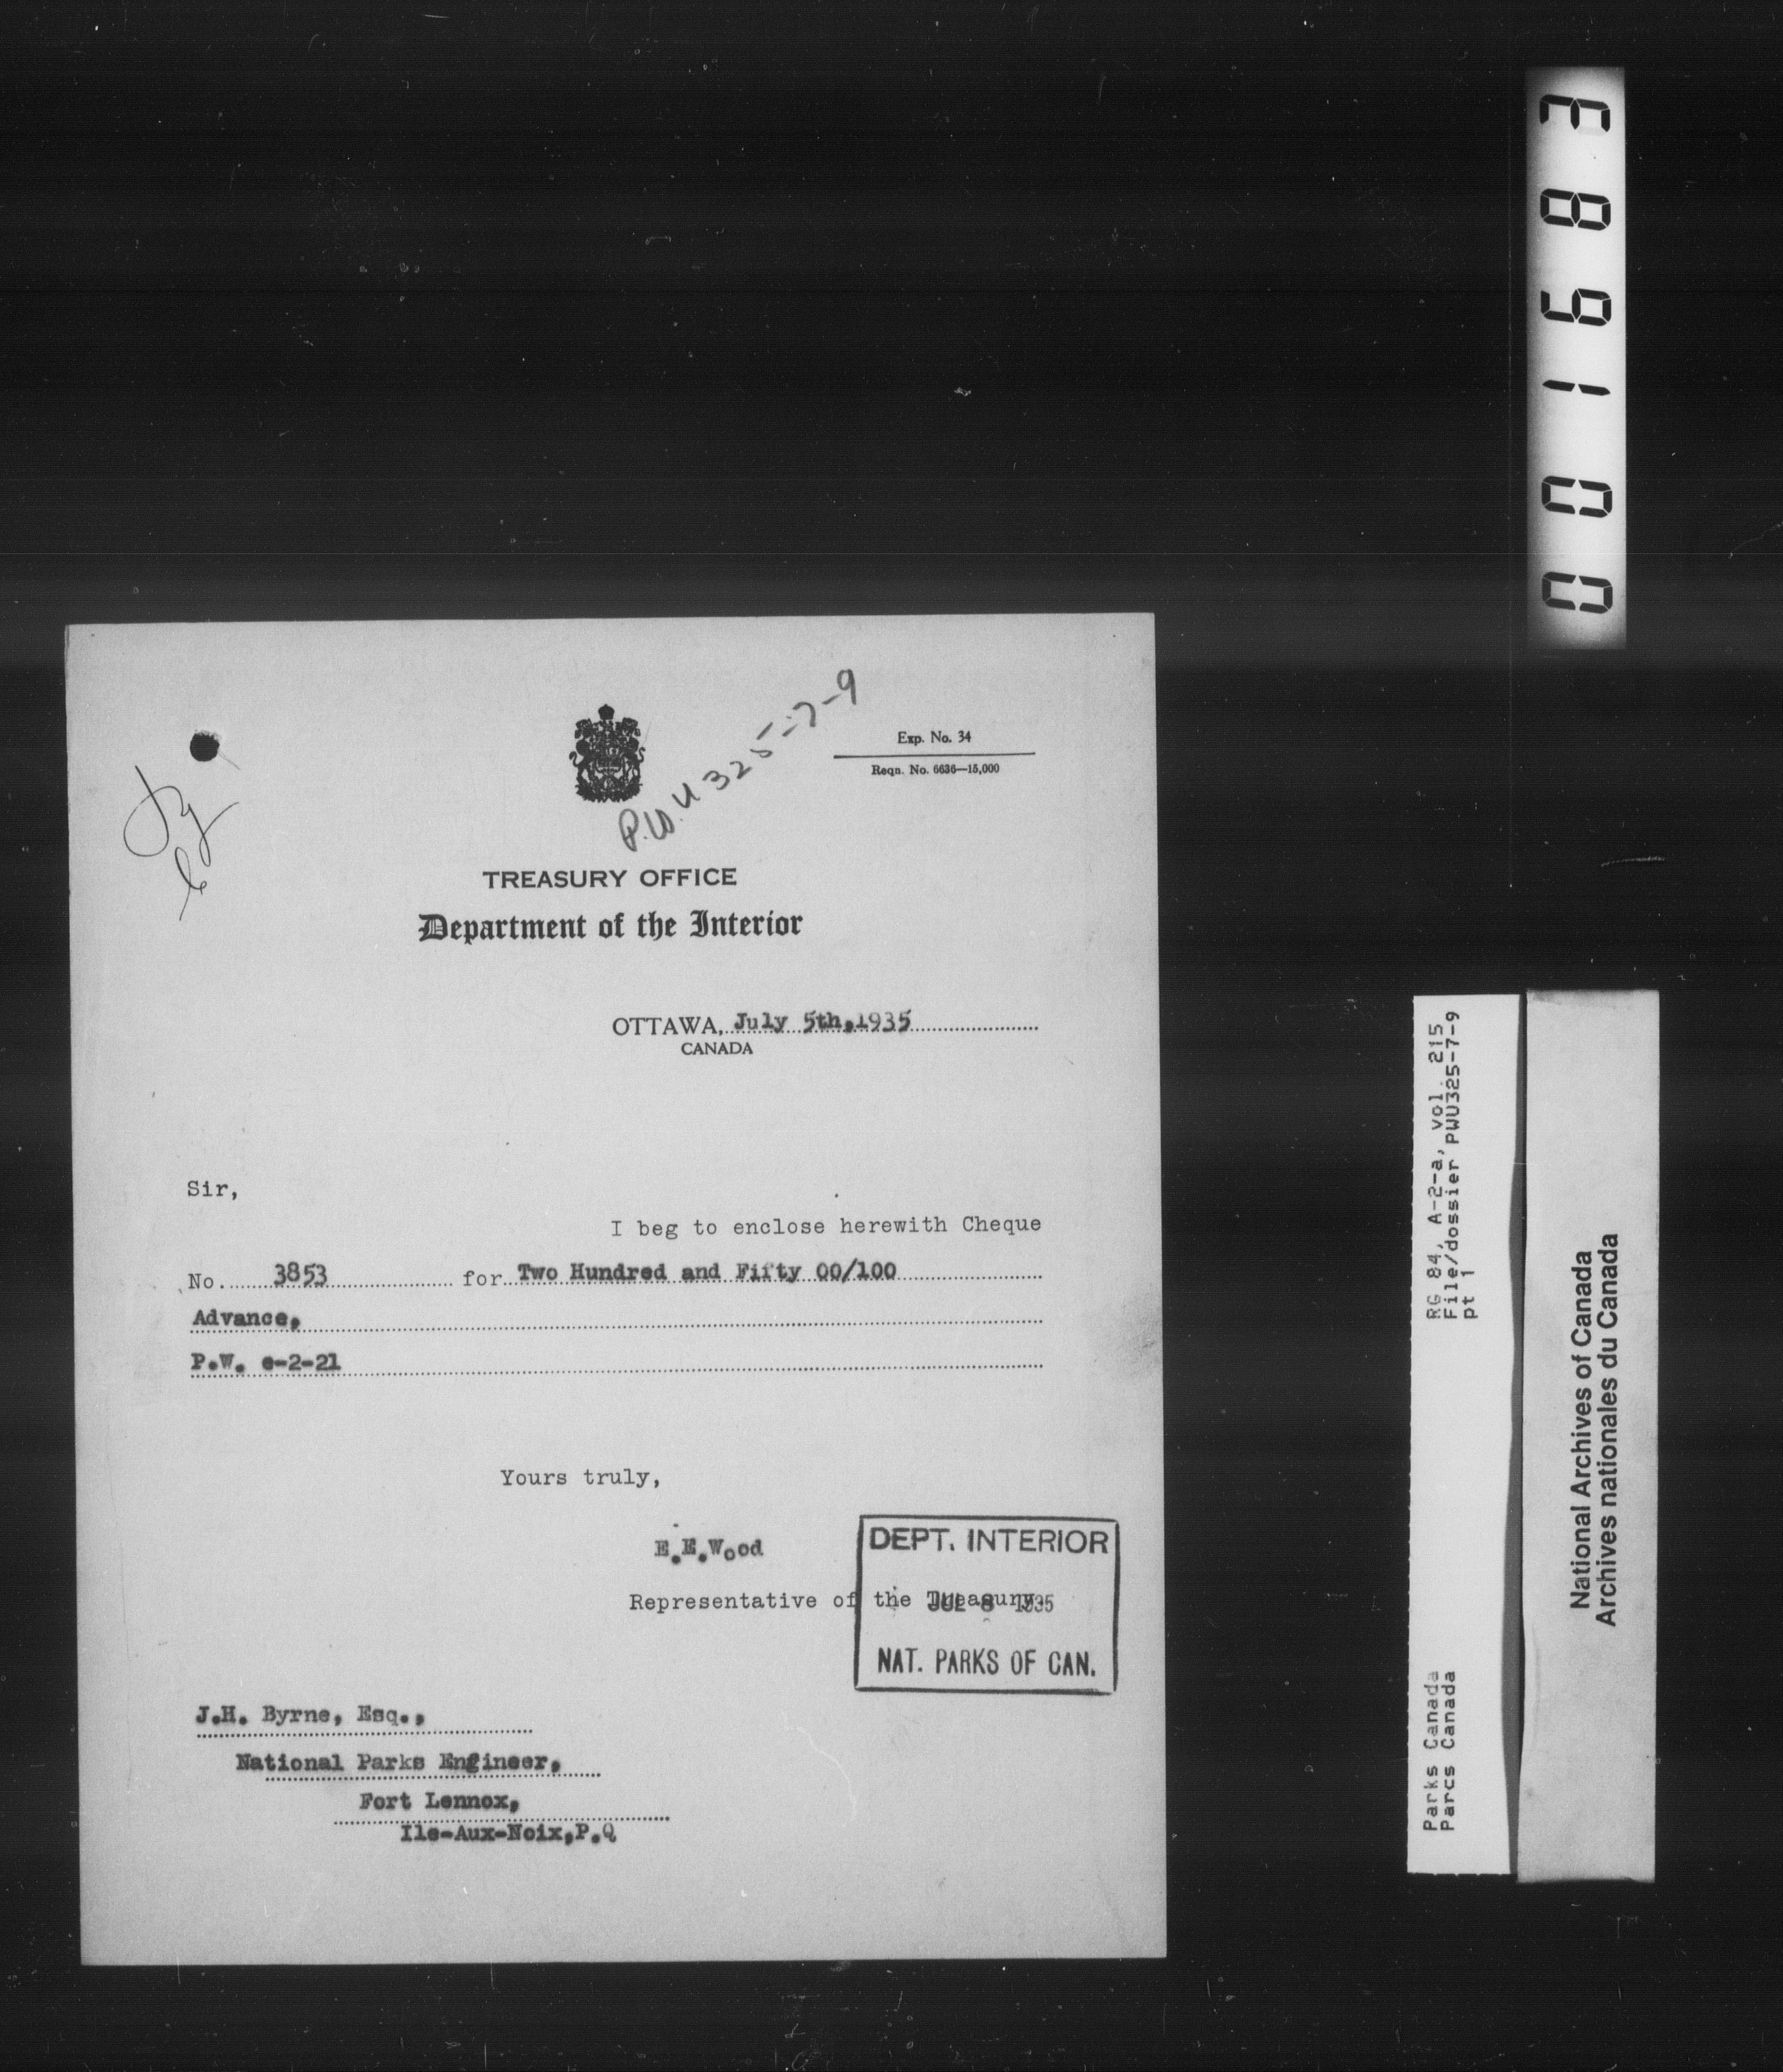 P.W.U 325-7-9
Exp. No. 34
Reqn. No. 6636—15,000
TREASURY OFFICE
Department of the Interior
OTTAWA, July 5th,1935
CANADA
Sir,
I beg to enclose herewith Cheque
No. 3853 for Two Hundred and Fifty 00/100
Advance,
P.W. e-2-21
Yours truly,
E.E.Wood
Representative of the Treasury.
DEPT. INTERIOR
JUL 8 1935
NAT. PARKS OF CAN.
J.H. Byrne, Esq.,
National Parks Engineer,
Fort Lennox,
Ile-Aux-Noix,P.Q
001683
RG 84, A-2-a, vol. 215
File/dossier PWU325-7-9
pt 1
Parks Canada
Parcs Canada
National Archives of Canada
Archives nationales du Canada